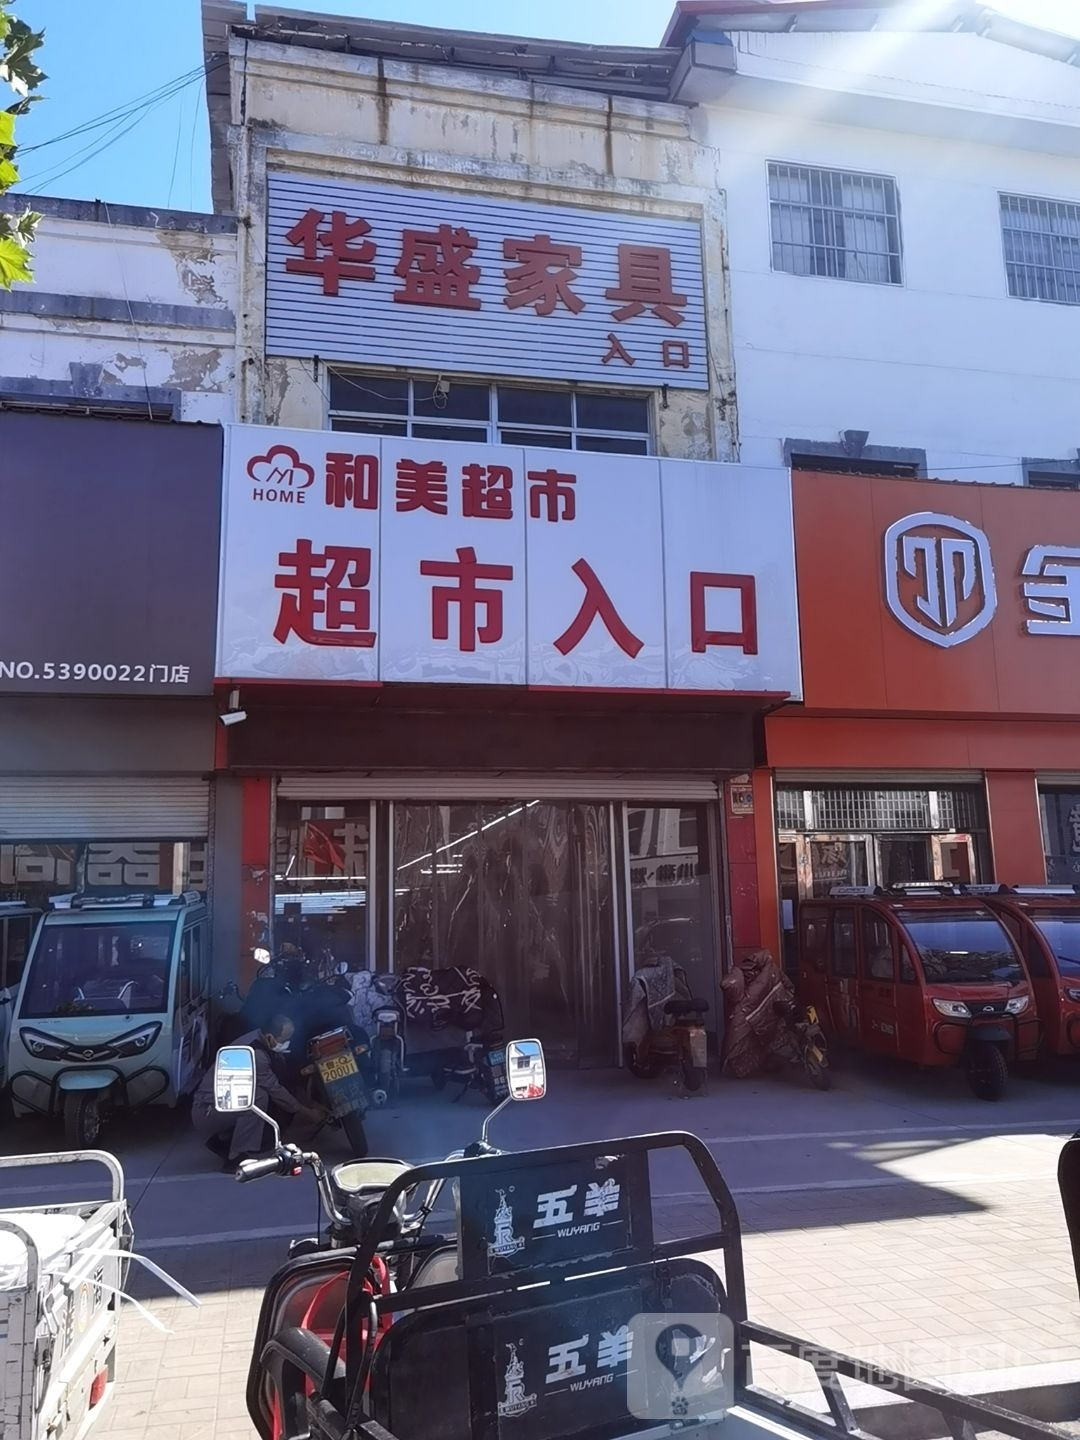 华盛家具
入口
HOME 和美超市
超市入口
NO.5390022门店
五羊
WUYANG
五羊
WUYANG